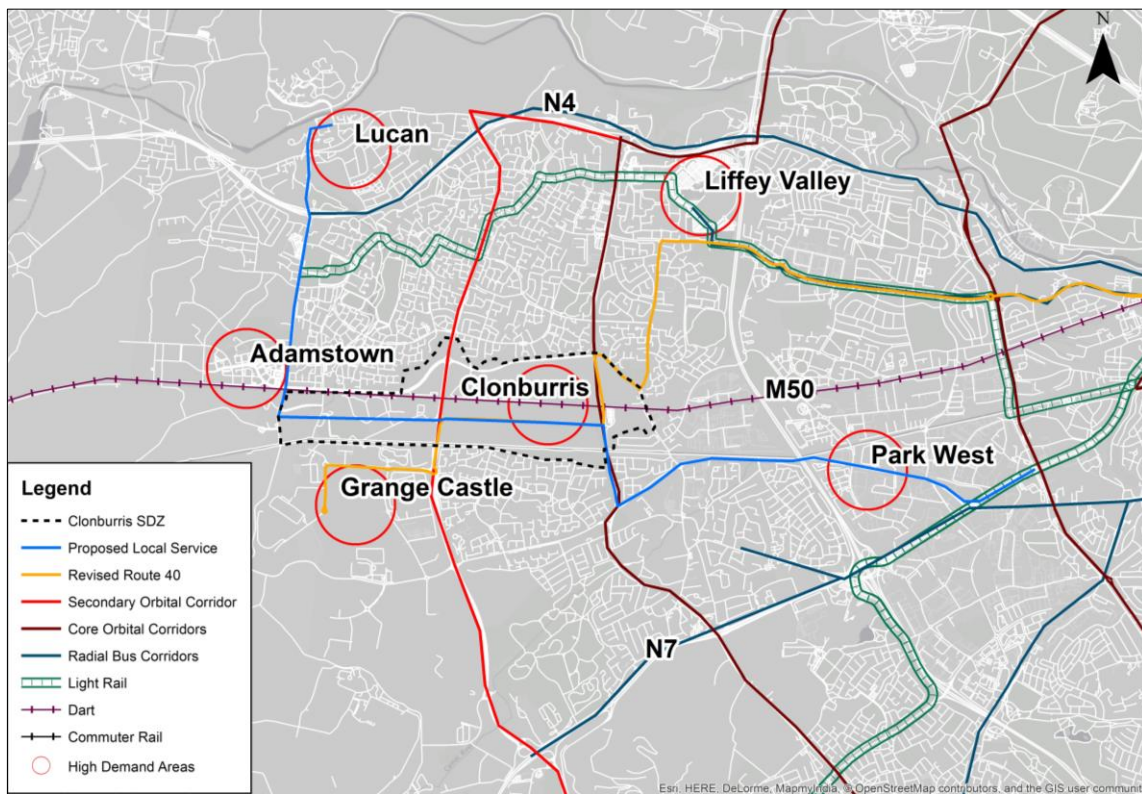 N
N4
Lucan
Liffey Valley
Adamstown
Clonburris
M50
Park West
Grange Castle
N7
Legend
Clonburris SDZ
Proposed Local Service
Revised Route 40
Secondary Orbital Corridor
Core Orbital Corridors
Radial Bus Corridors
Light Rail
Dart
Commuter Rail
High Demand Areas
Esri, HERE, DeLorme, MapmyIndia, © OpenStreetMap contributors, and the GIS user communit